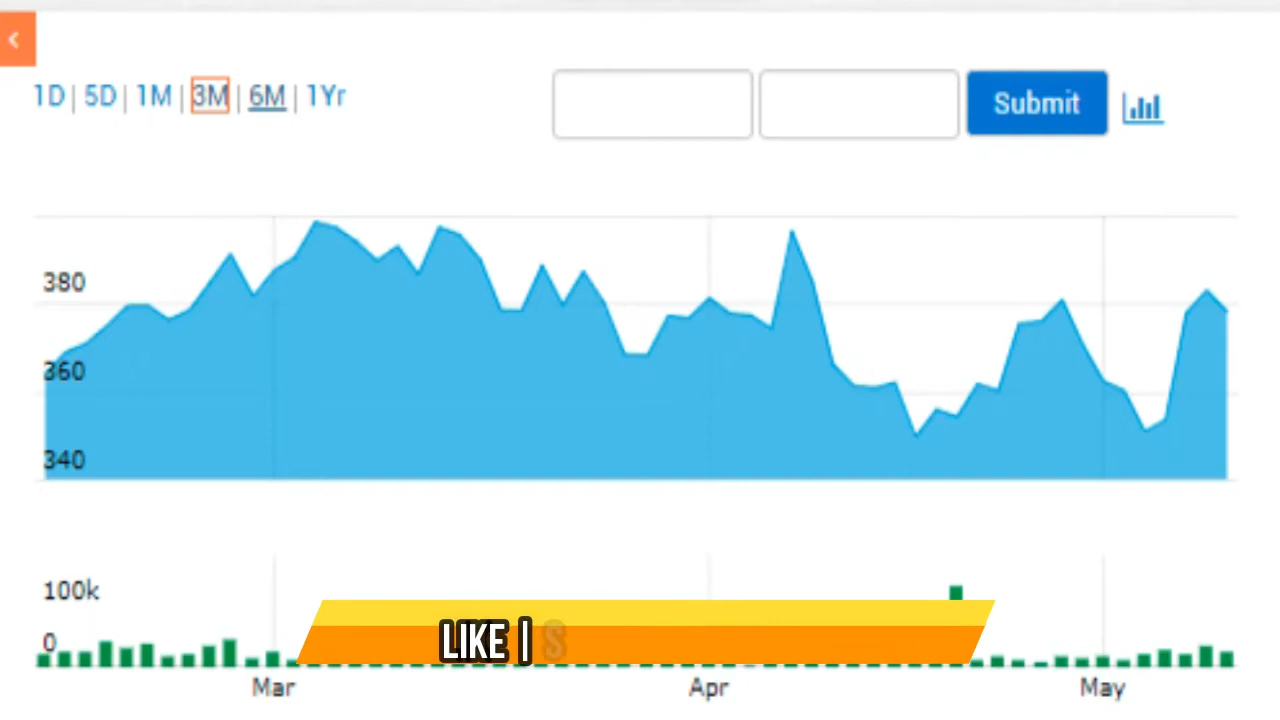 1D | 5D | 1M | 3M | 6M | 1Yr
Submit
380
360
340
100k
0
LIKE | S
Mar Apr May